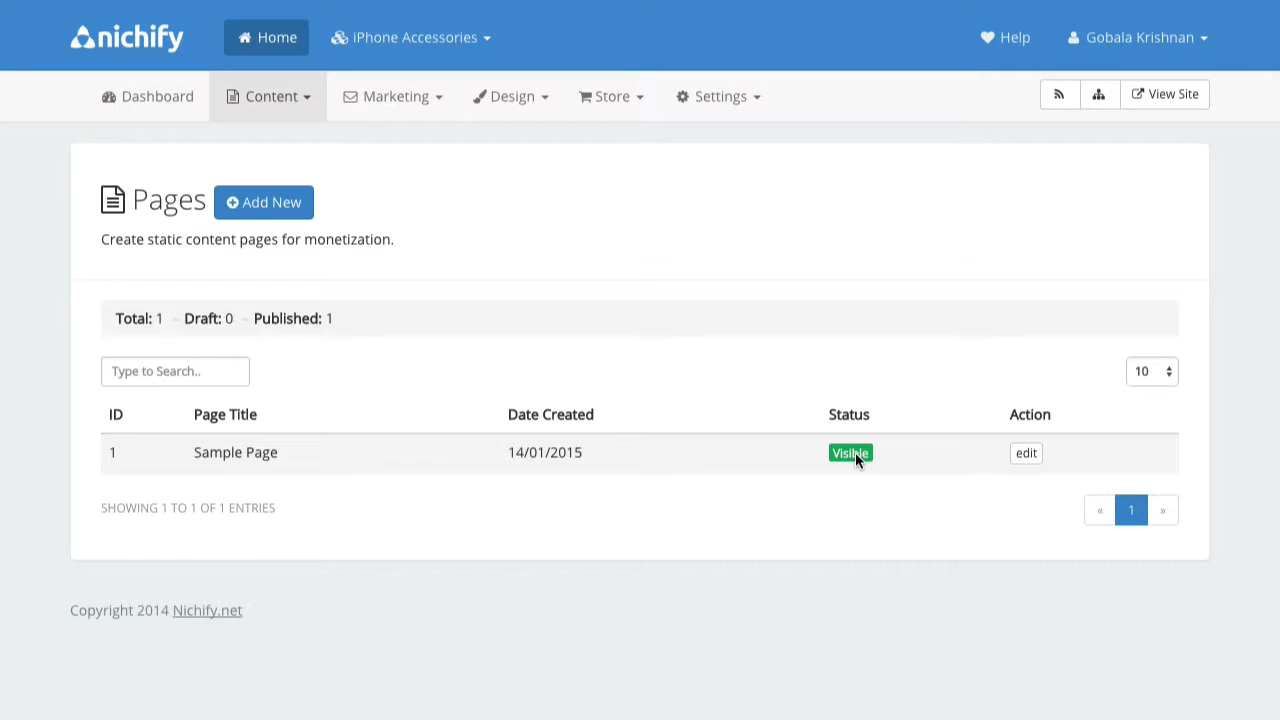 nichify Home iPhone Accessories Help Gobala Krishnan
Dashboard Content Marketing Design Store Settings View Site
Pages Add New
Create static content pages for monetization.
Total: 1 - Draft: 0 - Published: 1
Type to Search.. 10
ID Page Title Date Created Status Action
1 Sample Page 14/01/2015 Visible edit
SHOWING 1 TO 1 OF 1 ENTRIES « 1 »
Copyright 2014 Nichify.net